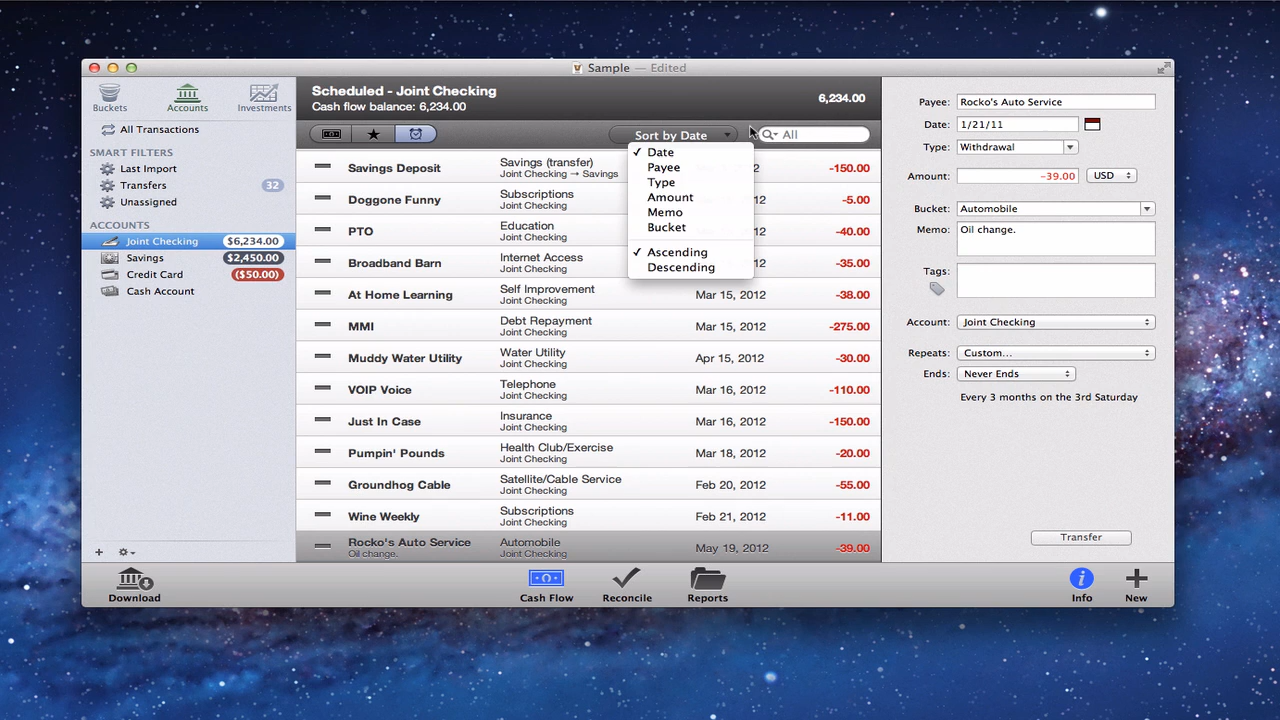 Sample — Edited
Buckets
Accounts
Investments
All Transactions
SMART FILTERS
Last Import
Transfers 32
Unassigned
ACCOUNTS
Joint Checking $6,234.00
Savings $2,450.00
Credit Card ($50.00)
Cash Account
Scheduled - Joint Checking
Cash flow balance: 6,234.00
6,234.00
Sort by Date
All
Date
Payee
Type
Amount
Memo
Bucket
Ascending
Descending
Savings Deposit Savings (transfer) 2 -150.00
Joint Checking → Savings
Doggone Funny Subscriptions 12 -5.00
Joint Checking
PTO Education 12 -40.00
Joint Checking
Broadband Barn Internet Access 12 -35.00
Joint Checking
At Home Learning Self Improvement Mar 15, 2012 -38.00
Joint Checking
MMI Debt Repayment Mar 15, 2012 -275.00
Joint Checking
Muddy Water Utility Water Utility Apr 15, 2012 -30.00
Joint Checking
VOIP Voice Telephone Mar 16, 2012 -110.00
Joint Checking
Just In Case Insurance Mar 16, 2012 -150.00
Joint Checking
Pumpin' Pounds Health Club/Exercise Mar 18, 2012 -20.00
Joint Checking
Groundhog Cable Satellite/Cable Service Feb 20, 2012 -55.00
Joint Checking
Wine Weekly Subscriptions Feb 21, 2012 -11.00
Joint Checking
Rocko's Auto Service Automobile May 19, 2012 -39.00
Oil change. Joint Checking
Payee: Rocko's Auto Service
Date: 1/21/11
Type: Withdrawal
Amount: -39.00 USD
Bucket: Automobile
Memo: Oil change.
Tags:
Account: Joint Checking
Repeats: Custom...
Ends: Never Ends
Every 3 months on the 3rd Saturday
Transfer
Download
Cash Flow
Reconcile
Reports
Info
New